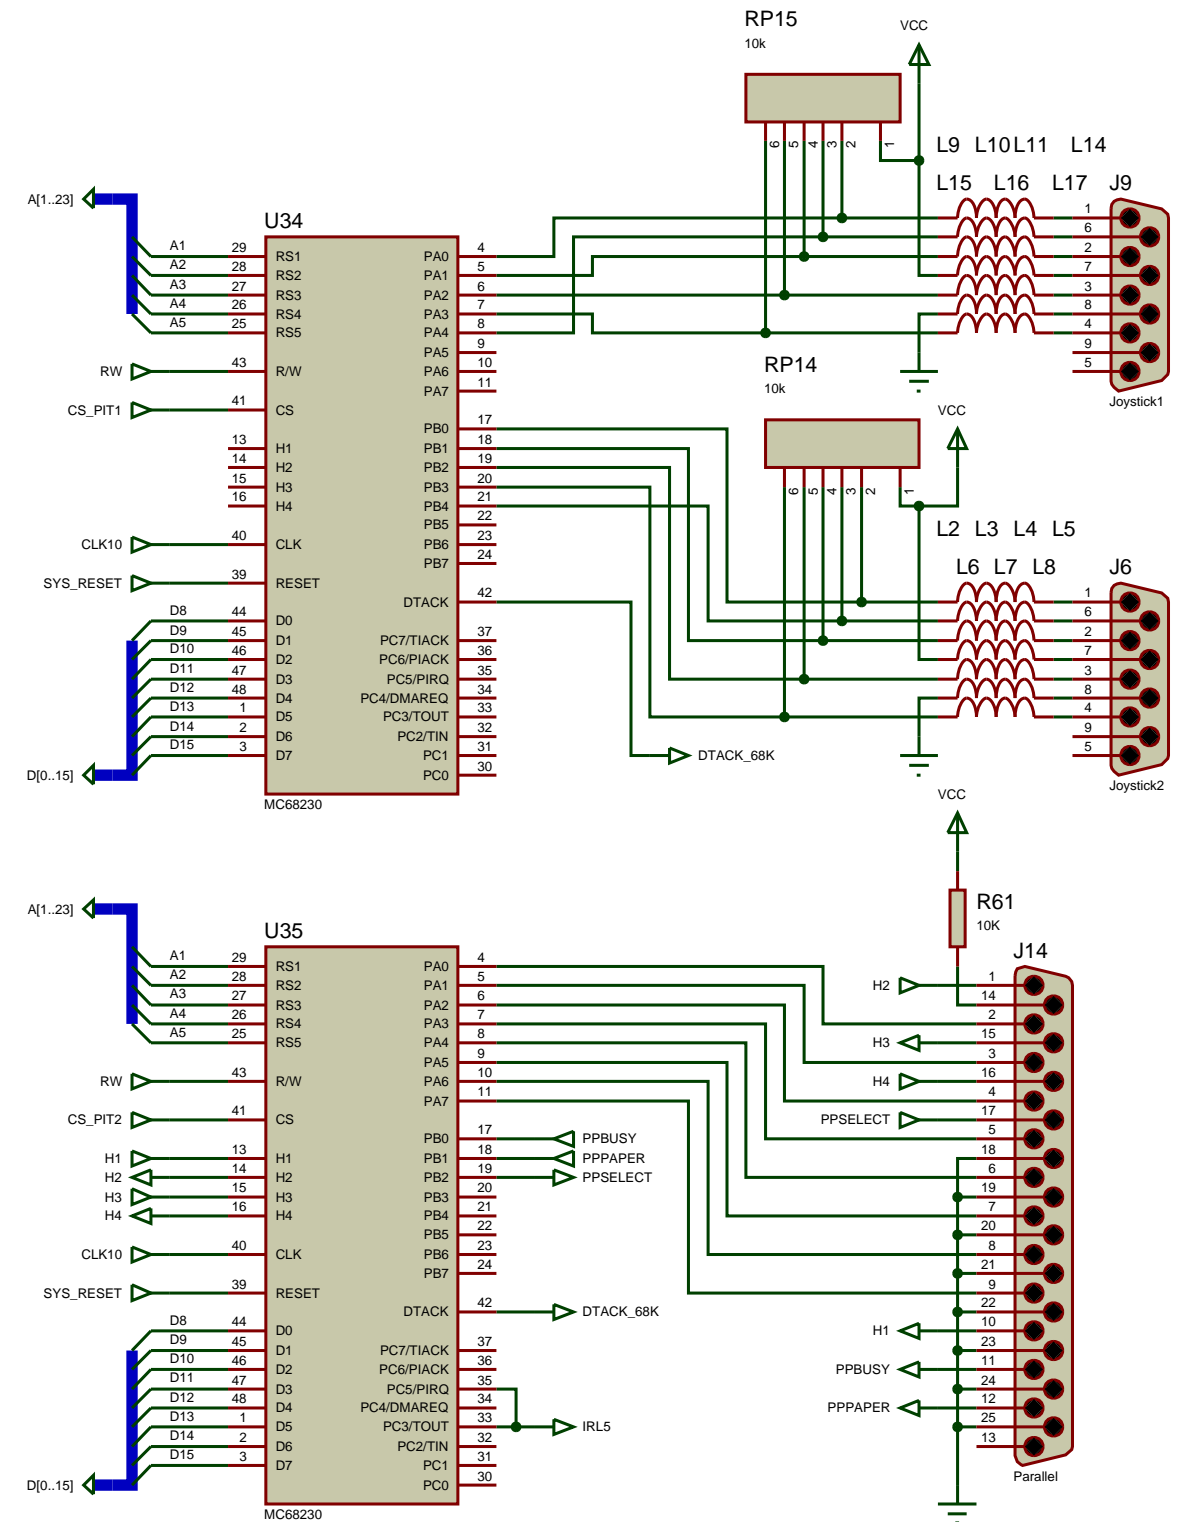 RP15
10k
VCC
6 5 4 3 2 1
L9 L10 L11 L14
L15 L16 L17 J9
A[1..23]
U34
A1 29 RS1 PA0 4
A2 28 RS2 PA1 5
A3 27 RS3 PA2 6
A4 26 RS4 PA3 7
A5 25 RS5 PA4 8
PA5 9
RW 43 R/W PA6 10
PA7 11
CS_PIT1 41 CS
PB0 17
13 H1 PB1 18
14 H2 PB2 19
15 H3 PB3 20
16 H4 PB4 21
PB5 22
CLK10 40 CLK PB6 23
PB7 24
SYS_RESET 39 RESET
DTACK 42
D8 44 D0
D9 45 D1 PC7/TIACK 37
D10 46 D2 PC6/PIACK 36
D11 47 D3 PC5/PIRQ 35
D12 48 D4 PC4/DMAREQ 34
D13 1 D5 PC3/TOUT 33
D14 2 D6 PC2/TIN 32
D15 3 D7 PC1 31
PC0 30
D[0..15]
MC68230
DTACK_68K
1
6
2
7
3
8
4
9
5
Joystick1
RP14
10k
VCC
6 5 4 3 2 1
L2 L3 L4 L5
L6 L7 L8 J6
1
6
2
7
3
8
4
9
5
Joystick2
VCC
R61
10K
A[1..23]
U35
A1 29 RS1 PA0 4
A2 28 RS2 PA1 5
A3 27 RS3 PA2 6
A4 26 RS4 PA3 7
A5 25 RS5 PA4 8
PA5 9
RW 43 R/W PA6 10
PA7 11
CS_PIT2 41 CS
PB0 17 PPBUSY
H1 13 H1 PB1 18 PPPAPER
H2 14 H2 PB2 19 PPSELECT
H3 15 H3 PB3 20
H4 16 H4 PB4 21
PB5 22
CLK10 40 CLK PB6 23
PB7 24
SYS_RESET 39 RESET
DTACK 42 DTACK_68K
D8 44 D0
D9 45 D1 PC7/TIACK 37
D10 46 D2 PC6/PIACK 36
D11 47 D3 PC5/PIRQ 35
D12 48 D4 PC4/DMAREQ 34
D13 1 D5 PC3/TOUT 33 IRL5
D14 2 D6 PC2/TIN 32
D15 3 D7 PC1 31
PC0 30
D[0..15]
MC68230
J14
H2 1
14
2
H3 15
3
H4 16
4
PPSELECT 17
5
18
6
19
7
20
8
21
9
22
H1 10
23
PPBUSY 11
24
PPPAPER 12
25
13
Parallel